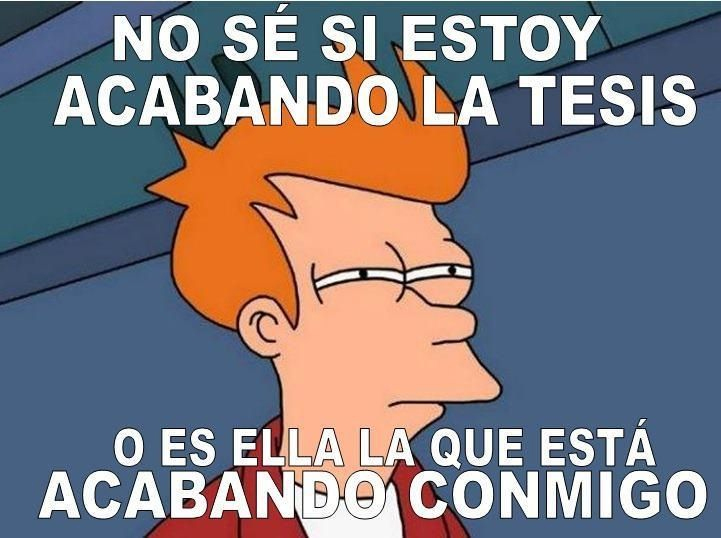 NO SÉ SI ESTOY
ACABANDO LA TESIS
O ES ELLA LA QUE ESTÁ
ACABANDO CONMIGO